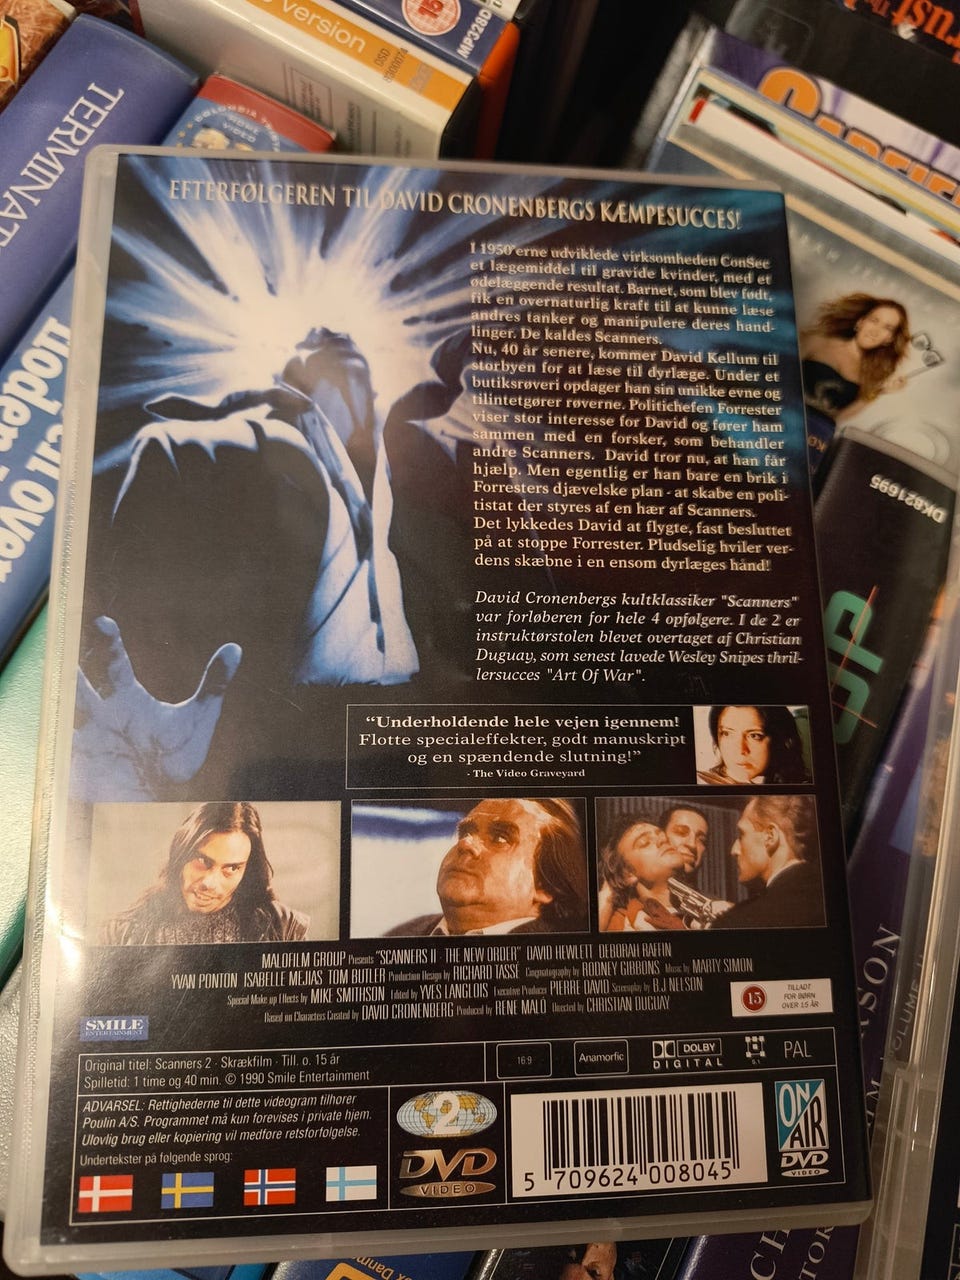 EFTERFØLGEREN TIL DAVID CRONENBERGS KÆMPESUCCES!
I 1950'erne udviklede virksomheden ConSec
et lægemiddel til gravide kvinder, med et
ødelæggende resultat. Barnet, som blev født,
fik en overnaturlig kraft til at kunne læse
andres tanker og manipulere deres hand-
linger. De kaldes Scanners.
Nu, 40 år senere, kommer David Kellum til
storbyen for at læse til dyrlæge. Under et
butiksrøveri opdager han sin unikke evne og
tilintetgører røverne. Politichefen Forrester
viser stor interesse for David og fører ham
sammen med en forsker, som behandler
andre Scanners. David tror nu, at han får
hjælp. Men egentlig er han bare en brik i
Forresters djævelske plan - at skabe en poli-
tistat der styres af en hær af Scanners.
Det lykkedes David at flygte, fast besluttet
på at stoppe Forrester. Pludselig hviler ver-
dens skæbne i en ensom dyrlæges hånd!
David Cronenbergs kultklassiker "Scanners"
var forløberen for hele 4 opfølgere. I de 2 er
instruktørstolen blevet overtaget af Christian
Duguay, som senest lavede Wesley Snipes thril-
lersucces "Art Of War".
“Underholdende hele vejen igennem!
Flotte specialeffekter, godt manuskript
og en spændende slutning!”
- The Video Graveyard
MALOFILM GROUP Presents "SCANNERS II - THE NEW ORDER" DAVID HEWLETT DEBORAH RAFFIN
YVAN PONTON ISABELLE MEJIAS TOM BUTLER Production Design by RICHARD TASSE Cinematography by RODNEY GIBBONS Music by MARTY SIMON
Special Make up Effects by MIKE SMITHSON Edited by YVES LANGLOIS Executive Producer PIERRE DAVID Screenplay by B.J NELSON
Based on Characters Created by DAVID CRONENBERG Produced by RENE MALO Directed by CHRISTIAN DUGUAY
15
TILLADT
FOR BØRN
OVER 15 ÅR
SMILE
ENTERTAINMENT
Original titel: Scanners 2 · Skrækfilm · Till. o. 15 år
Spilletid: 1 time og 40 min. © 1990 Smile Entertainment
16:9
Anamorfic
DOLBY
DIGITAL
5.1
PAL
ADVARSEL: Rettighederne til dette videogram tilhører
Poulin A/S. Programmet må kun forevises i private hjem.
Ulovlig brug eller kopiering vil medføre retsforfølgelse.
Undertekster på følgende sprog:
2
DVD
VIDEO
5 709624 008045
ON
AIR
DVD
VIDEO
TERMINAT
COLUMBIA
HOME
VIDEO
version
15
MP328D
DK821695
UP
VOLUME